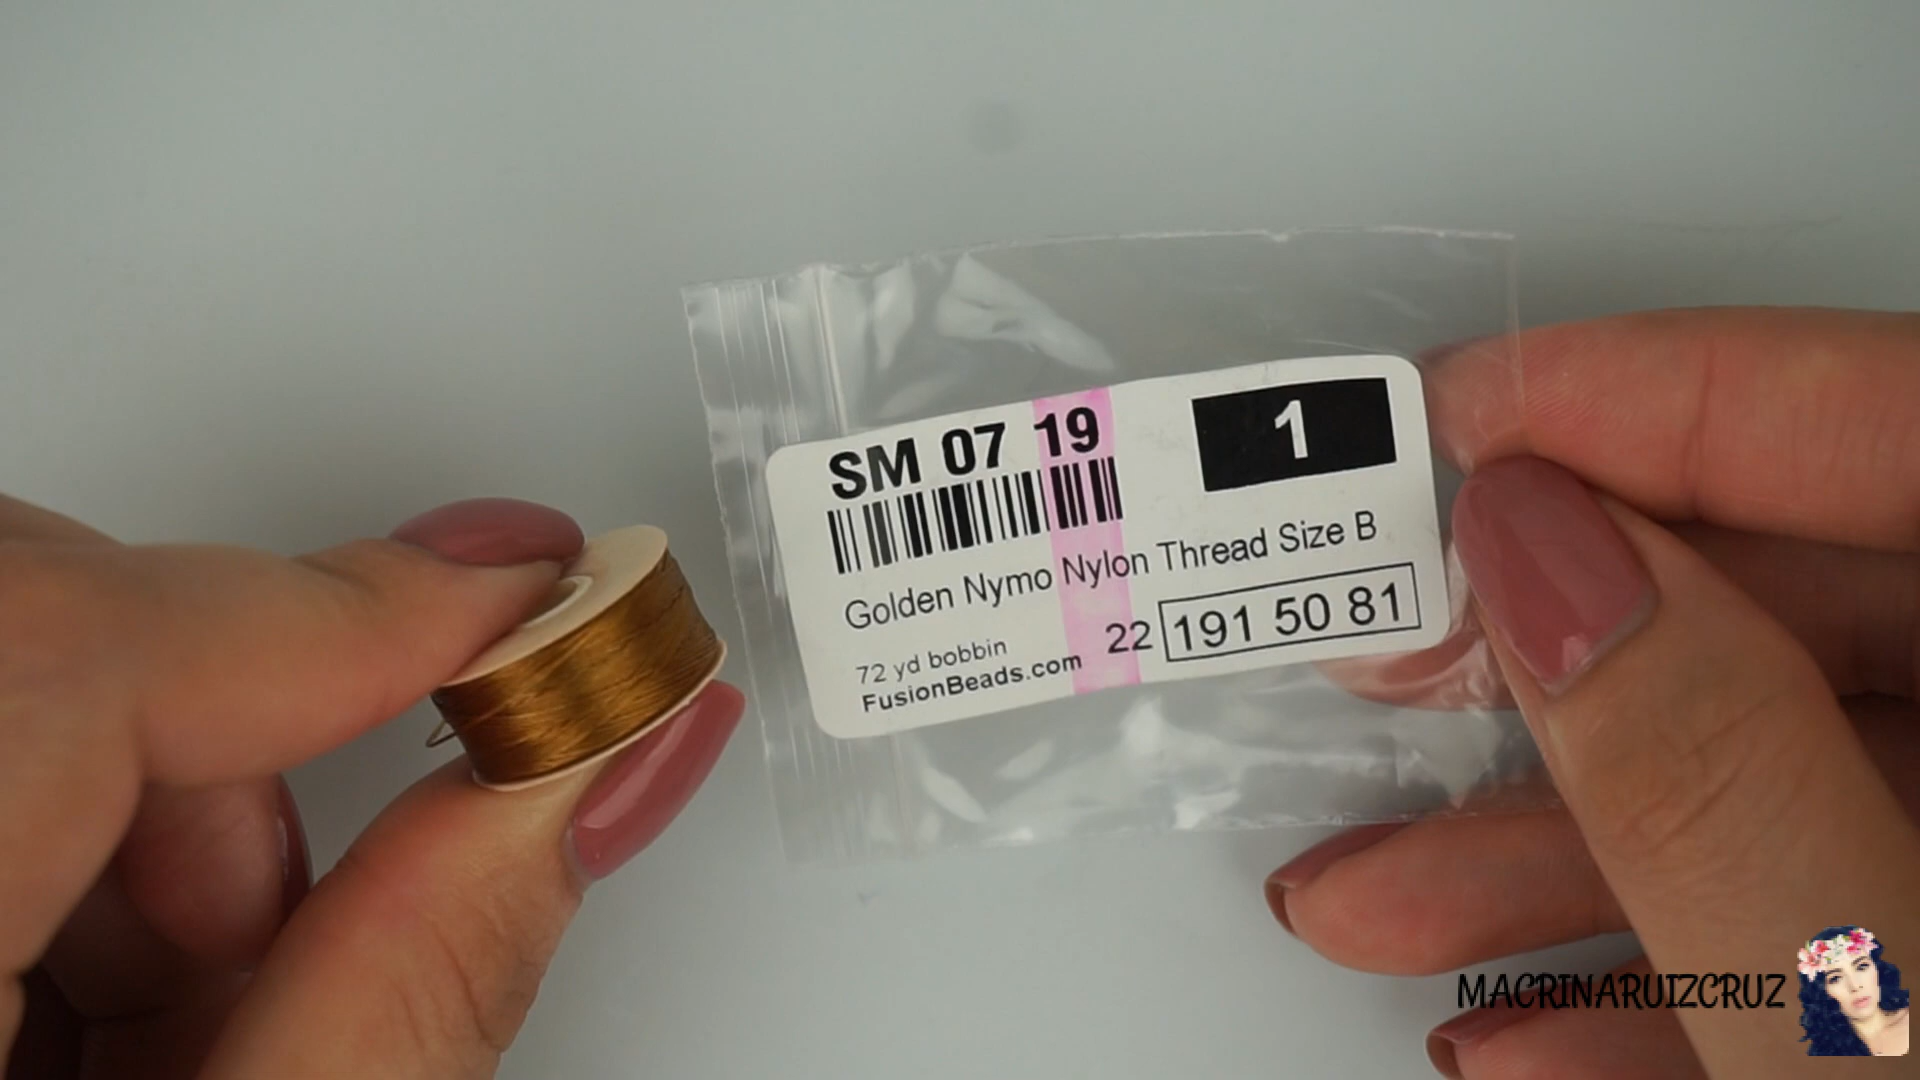 SM 07 19
1
Golden Nymo Nylon Thread Size B
72 yd bobbin
22 191 50 81
FusionBeads.com
MACRINARUIZCRUZ